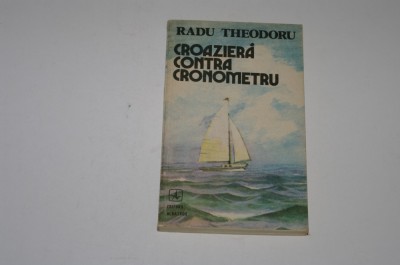 RADU THEODORU
CROAZIERĂ
CONTRA
CRONOMETRU